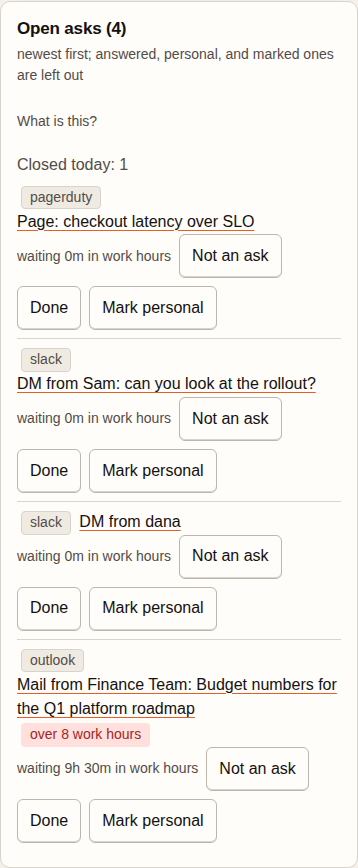 Open asks (4)
newest first; answered, personal, and marked ones
are left out
What is this?
Closed today: 1
pagerduty
Page: checkout latency over SLO
waiting 0m in work hours Not an ask
Done Mark personal
slack
DM from Sam: can you look at the rollout?
waiting 0m in work hours Not an ask
Done Mark personal
slack DM from dana
waiting 0m in work hours Not an ask
Done Mark personal
outlook
Mail from Finance Team: Budget numbers for
the Q1 platform roadmap
over 8 work hours
waiting 9h 30m in work hours Not an ask
Done Mark personal